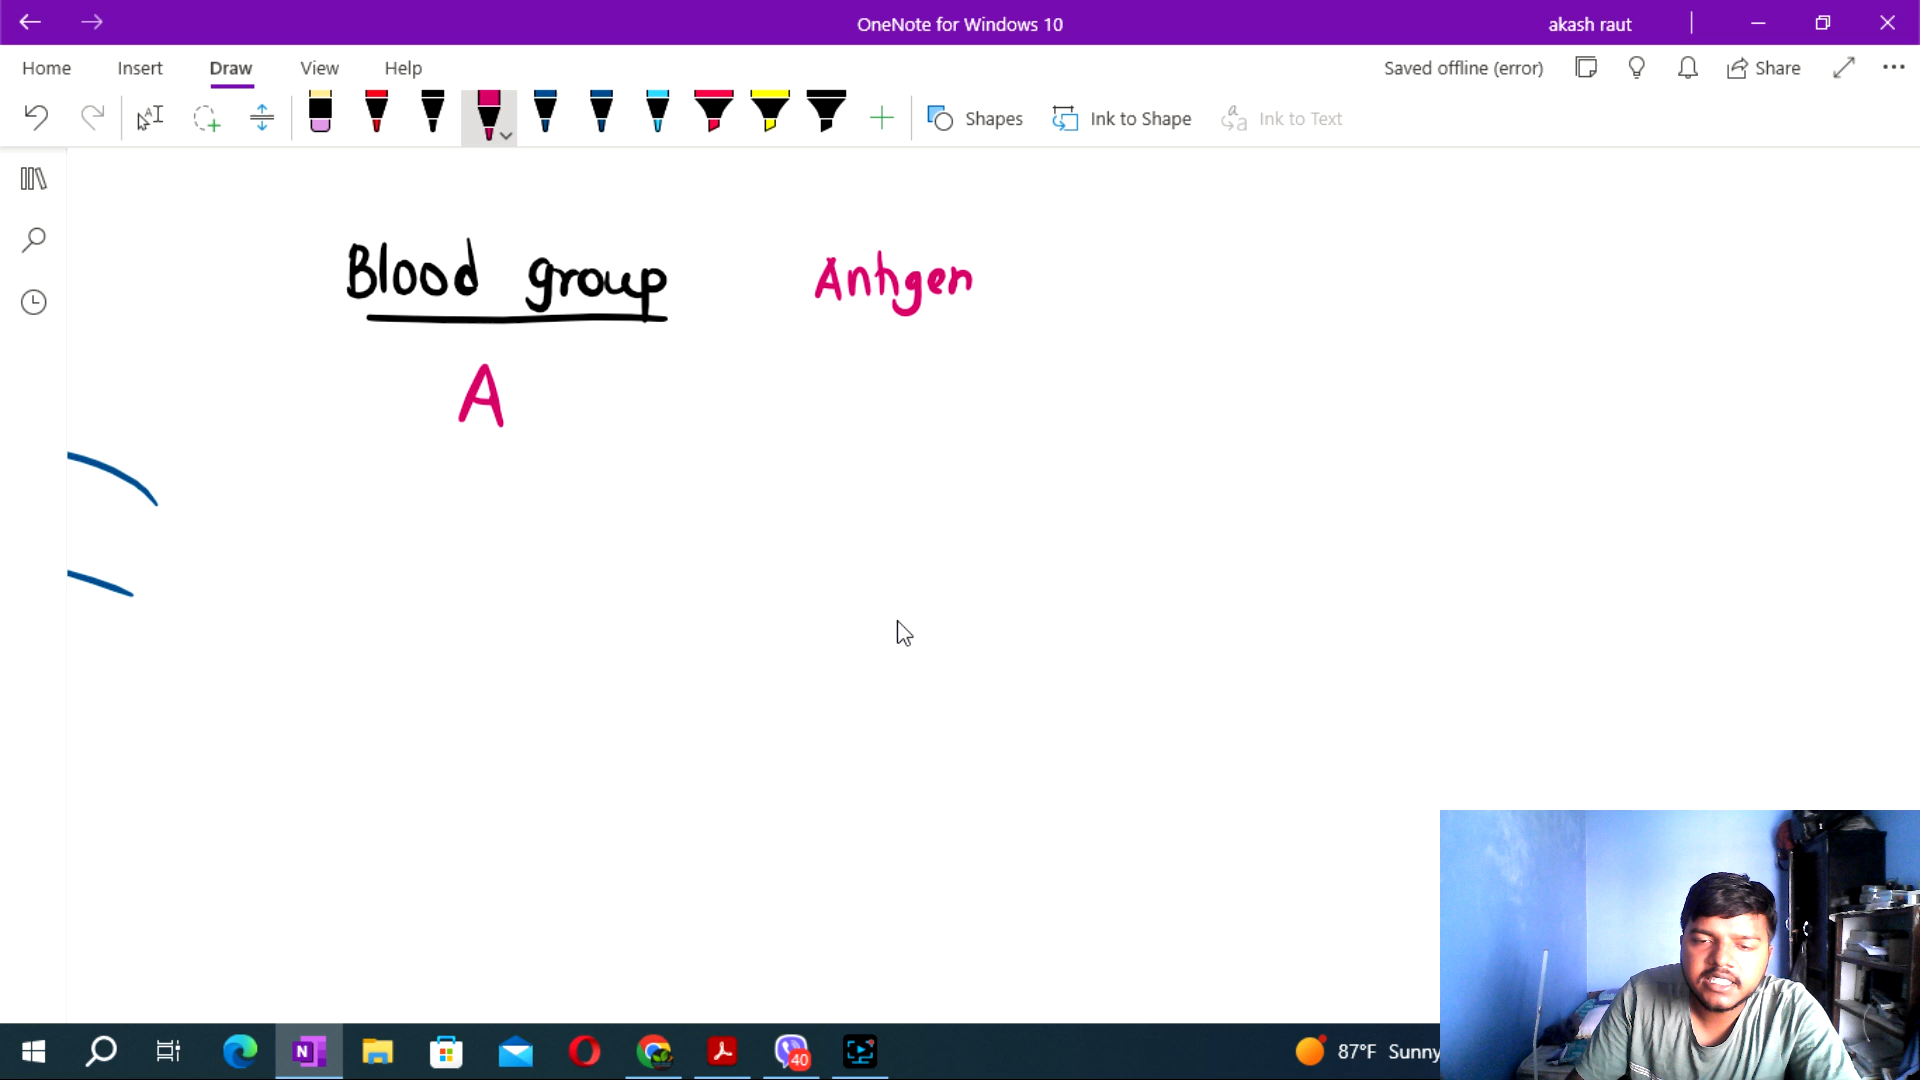 OneNote for Windows 10
akash raut
Home Insert Draw View Help
Saved offline (error)
Share
Shapes
Ink to Shape
Ink to Text
Blood group
Antigen
A
40
87°F Sunny